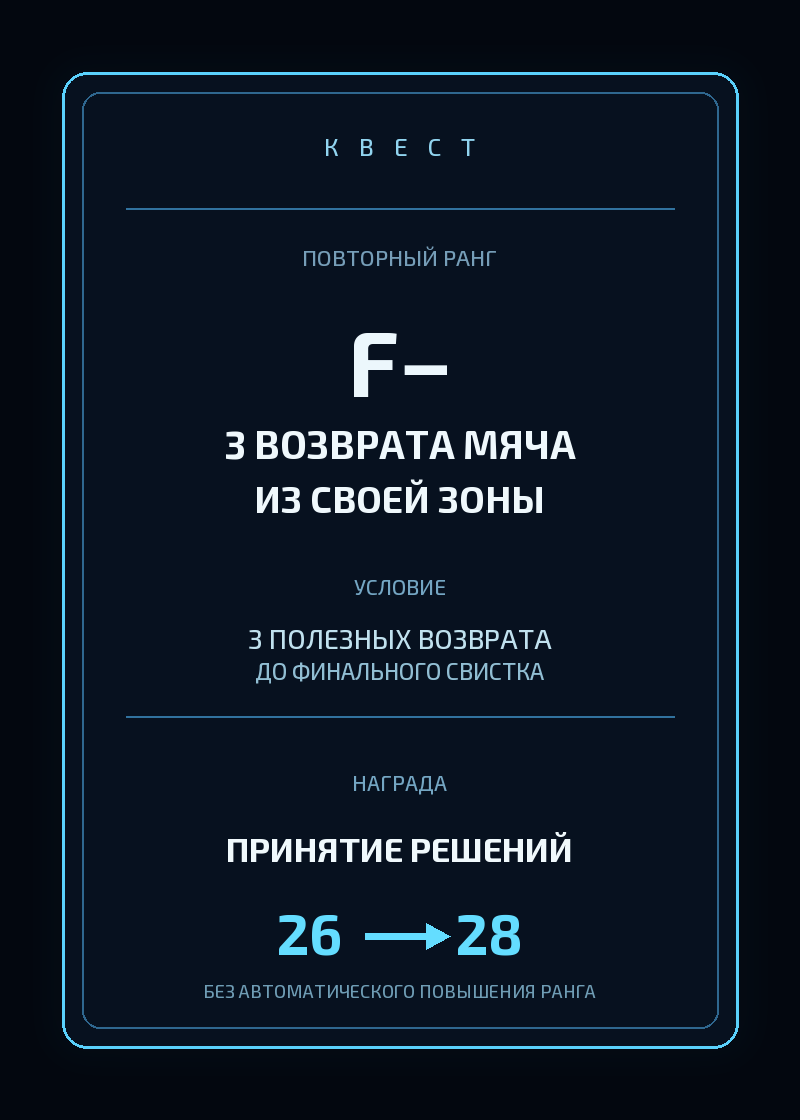 КВЕСТ
ПОВТОРНЫЙ РАНГ
F–
3 ВОЗВРАТА МЯЧА
ИЗ СВОЕЙ ЗОНЫ
УСЛОВИЕ
3 ПОЛЕЗНЫХ ВОЗВРАТА
ДО ФИНАЛЬНОГО СВИСТКА
НАГРАДА
ПРИНЯТИЕ РЕШЕНИЙ
26 → 28
БЕЗ АВТОМАТИЧЕСКОГО ПОВЫШЕНИЯ РАНГА